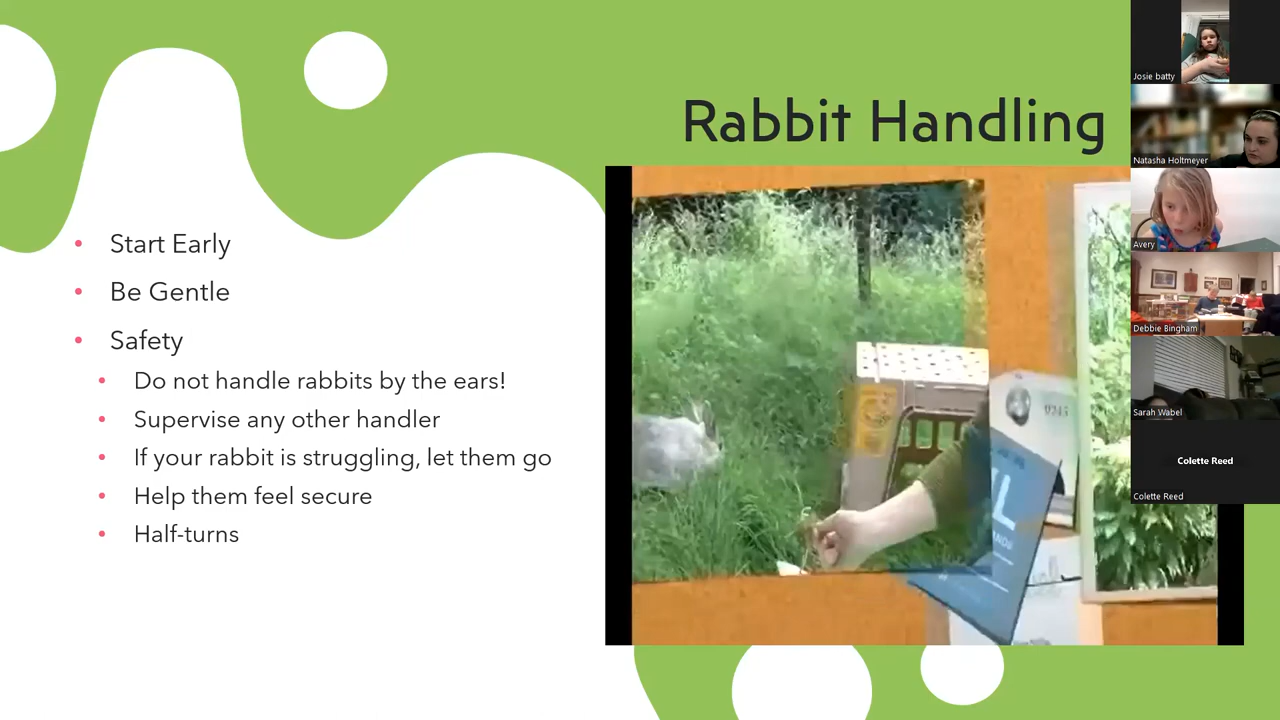 Rabbit Handling
Start Early
Be Gentle
Safety
Do not handle rabbits by the ears!
Supervise any other handler
If your rabbit is struggling, let them go
Help them feel secure
Half-turns
Josie batty
Natasha Holtmeyer
Avery
Debbie Bingham
Sarah Wabel
Colette Reed
Colette Reed